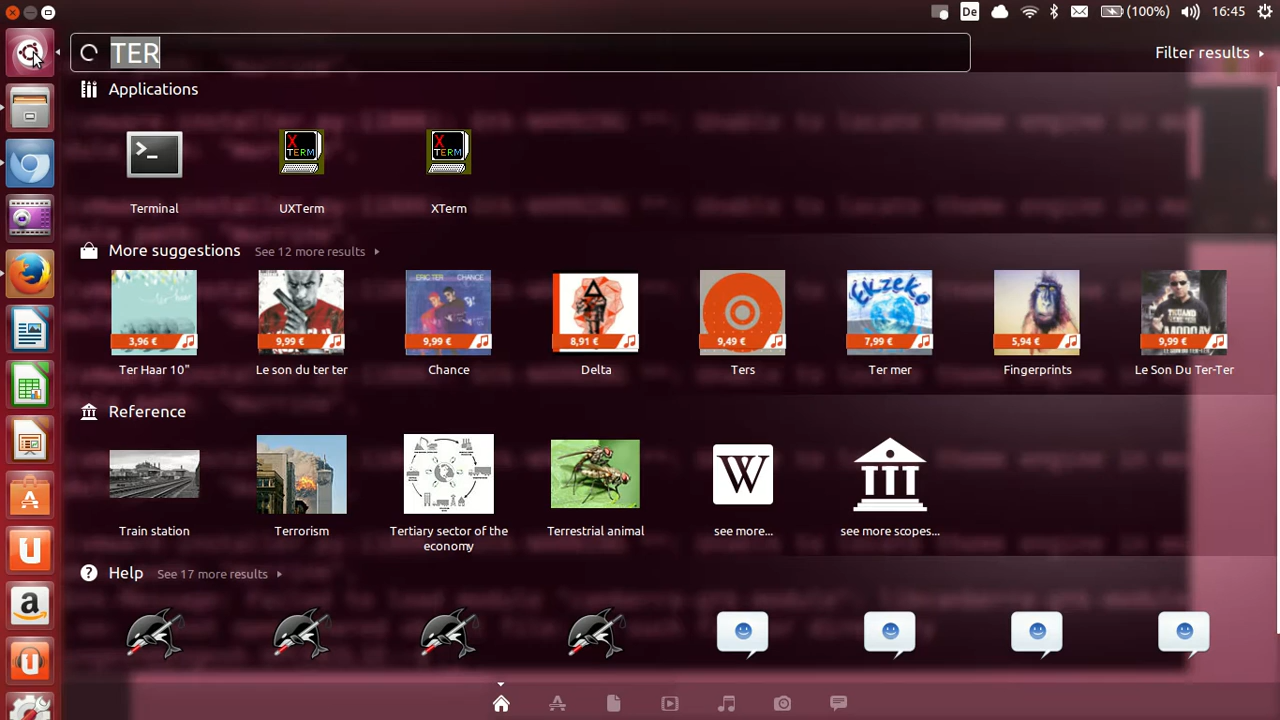 De
(100%)
16:45
TER
Filter results
Applications
Terminal
UXTerm
XTerm
More suggestions See 12 more results
3,96 €
9,99 €
ERIC TER CHANCE
9,99 €
8,91 €
9,49 €
7,99 €
5,94 €
9,99 €
Ter Haar 10"
Le son du ter ter
Chance
Delta
Ters
Ter mer
Fingerprints
Le Son Du Ter-Ter
Reference
W
Train station
Terrorism
Tertiary sector of the economy
Terrestrial animal
see more...
see more scopes...
Help See 17 more results